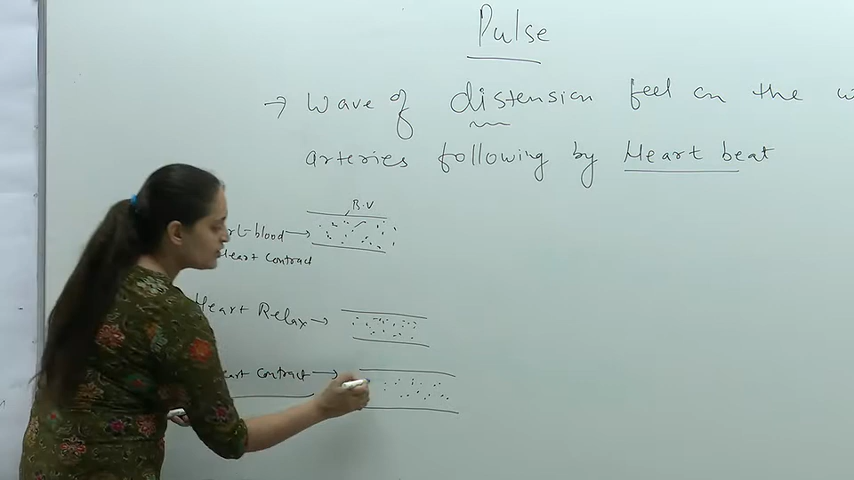 Pulse
→ Wave of distension feel on the
arteries following by Heart beat
B.V
blood →
Heart Contract
Heart Relax →
Contract →